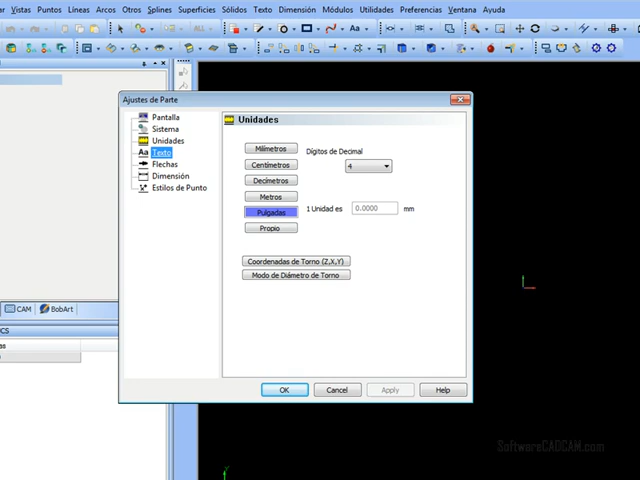 Vistas Puntos Líneas Arcos Otros Splines Superficies Sólidos Texto Dimensión Módulos Utilidades Preferencias Ventana Ayuda
ALL
Ajustes de Parte
Pantalla
Sistema
Unidades
Aa Texto
Flechas
Dimensión
Estilos de Punto
Unidades
Milímetros
Dígitos de Decimal
Centímetros
4
Decímetros
Metros
Pulgadas
1 Unidad es 0.0000 mm
Propio
Coordenadas de Torno (Z,X,Y)
Modo de Diámetro de Torno
CAM BobArt
OK Cancel Apply Help
SoftwareCADCAM.com
Y